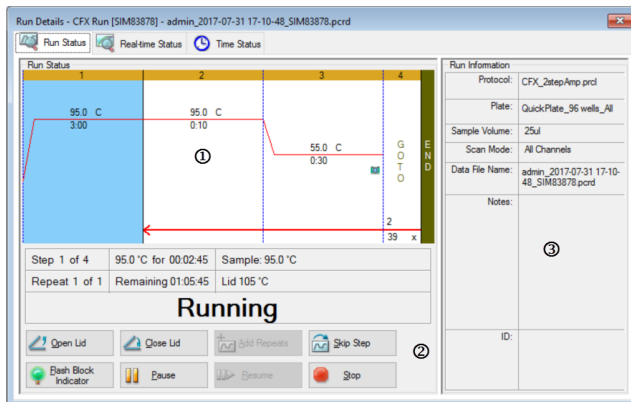 Run Details - CFX Run [SIM83878] - admin_2017-07-31 17-10-48_SIM83878.pcrd
Run Status Real-time Status Time Status
Run Status
1 2 3 4
95.0 C 95.0 C
3:00 0:10
55.0 C
0:30
GOTO
END
①
2
39 x
Step 1 of 4 95.0 °C for 00:02:45 Sample: 95.0 °C
Repeat 1 of 1 Remaining 01:05:45 Lid 105 °C
Running
Open Lid Close Lid Add Repeats Skip Step
②
Flash Block
Indicator
Pause Resume Stop
Run Information
Protocol: CFX_2stepAmp.prcl
Plate: QuickPlate_96 wells_All
Sample Volume: 25ul
Scan Mode: All Channels
Data File Name: admin_2017-07-31 17-10-
48_SIM83878.pcrd
Notes:
③
ID: